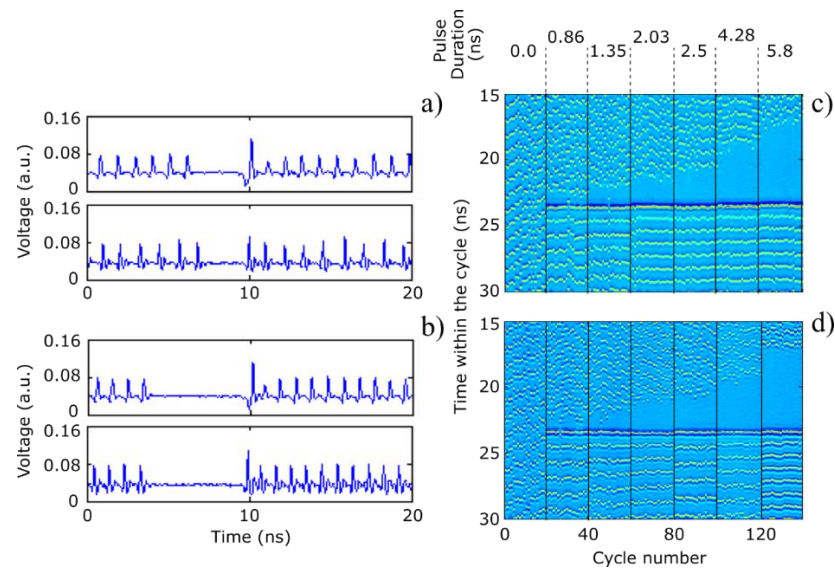 Pulse
Duration
(ns)
0.0 0.86 1.35 2.03 2.5 4.28 5.8
a)
Voltage (a.u.)
0.16
0.08
0
0.16
0.08
0
0 10 20
b)
Voltage (a.u.)
0.16
0.08
0
0.16
0.08
0
0 10 20
Time (ns)
c)
Time within the cycle (ns)
15
20
25
30
d)
15
20
25
30
0 40 80 120
Cycle number